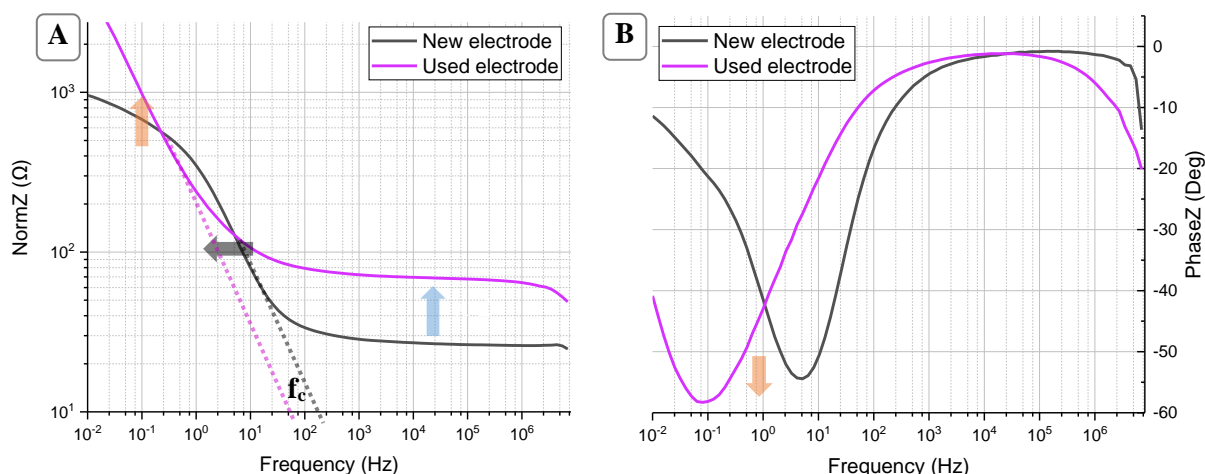 A
New electrode
Used electrode
NormZ (Ω)
10³
10²
10¹
f_c
10⁻² 10⁻¹ 10⁰ 10¹ 10² 10³ 10⁴ 10⁵ 10⁶
Frequency (Hz)
B
New electrode
Used electrode
0
-10
-20
-30
-40
-50
-60
PhaseZ (Deg)
10⁻² 10⁻¹ 10⁰ 10¹ 10² 10³ 10⁴ 10⁵ 10⁶
Frequency (Hz)